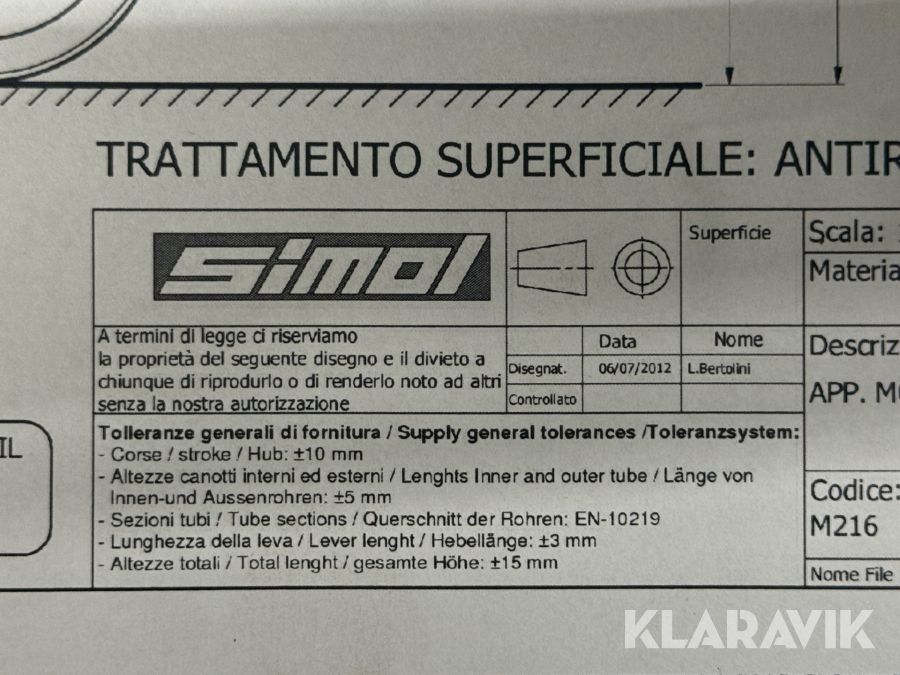 TRATTAMENTO SUPERFICIALE:
Simol
Superficie
Scala:
A termini di legge ci riserviamo
la proprietà del seguente disegno e il divieto a
chiunque di riprodurlo o di renderlo noto ad altri
senza la nostra autorizzazione
Data Nome
Disegnat. 06/07/2012 L.Bertolini
Controllato
APP.
IL
Tolleranze generali di fornitura / Supply general tolerances /Toleranzsystem:
- Corse / stroke / Hub: ±10 mm
- Altezze canotti interni ed esterni / Lenghts Inner and outer tube / Länge von
Innen-und Aussenrohren: ±5 mm
- Sezioni tubi / Tube sections / Querschnitt der Rohren: EN-10219
- Lunghezza della leva / Lever lenght / Hebellänge: ±3 mm
- Altezze totali / Total lenght / gesamte Höhe: ±15 mm
Codice:
M216
Nome File
KLARAVIK